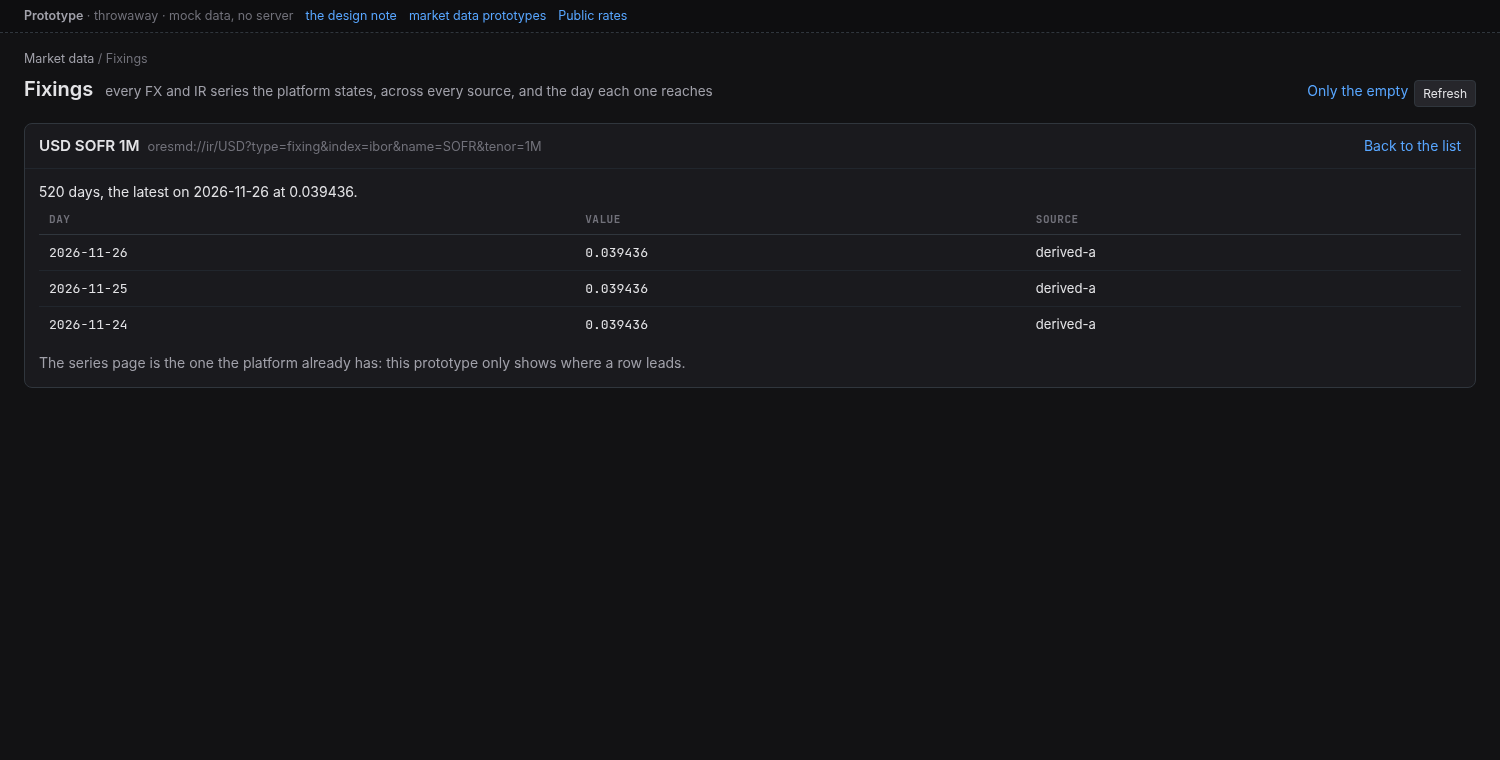 Prototype · throwaway · mock data, no server the design note market data prototypes Public rates
Market data / Fixings
Fixings every FX and IR series the platform states, across every source, and the day each one reaches Only the empty Refresh
USD SOFR 1M oresmd://ir/USD?type=fixing&index=ibor&name=SOFR&tenor=1M Back to the list
520 days, the latest on 2026-11-26 at 0.039436.
DAY VALUE SOURCE
2026-11-26 0.039436 derived-a
2026-11-25 0.039436 derived-a
2026-11-24 0.039436 derived-a
The series page is the one the platform already has: this prototype only shows where a row leads.